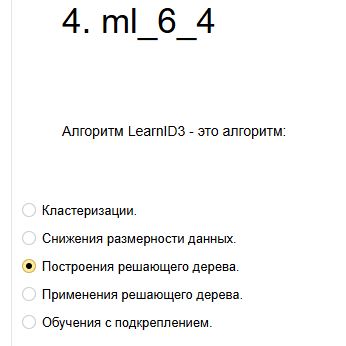 4. ml_6_4
Алгоритм LearnID3 - это алгоритм:
Кластеризации.
Снижения размерности данных.
Построения решающего дерева.
Применения решающего дерева.
Обучения с подкреплением.